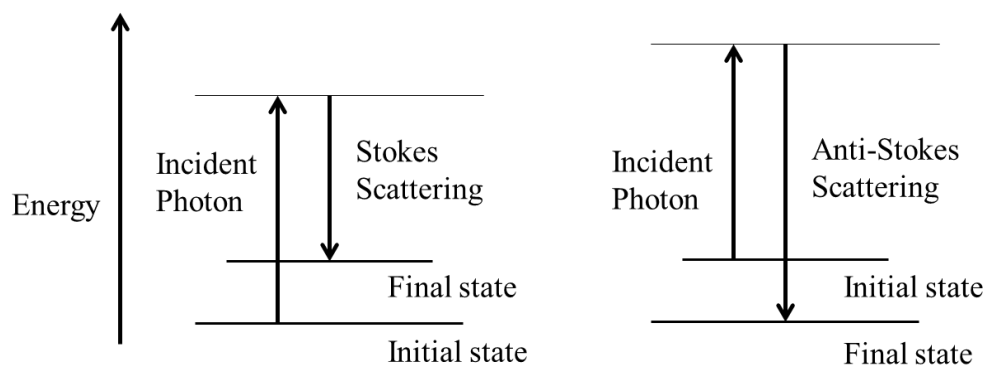 Energy
Incident
Photon
Stokes
Scattering
Final state
Initial state
Incident
Photon
Anti-Stokes
Scattering
Initial state
Final state